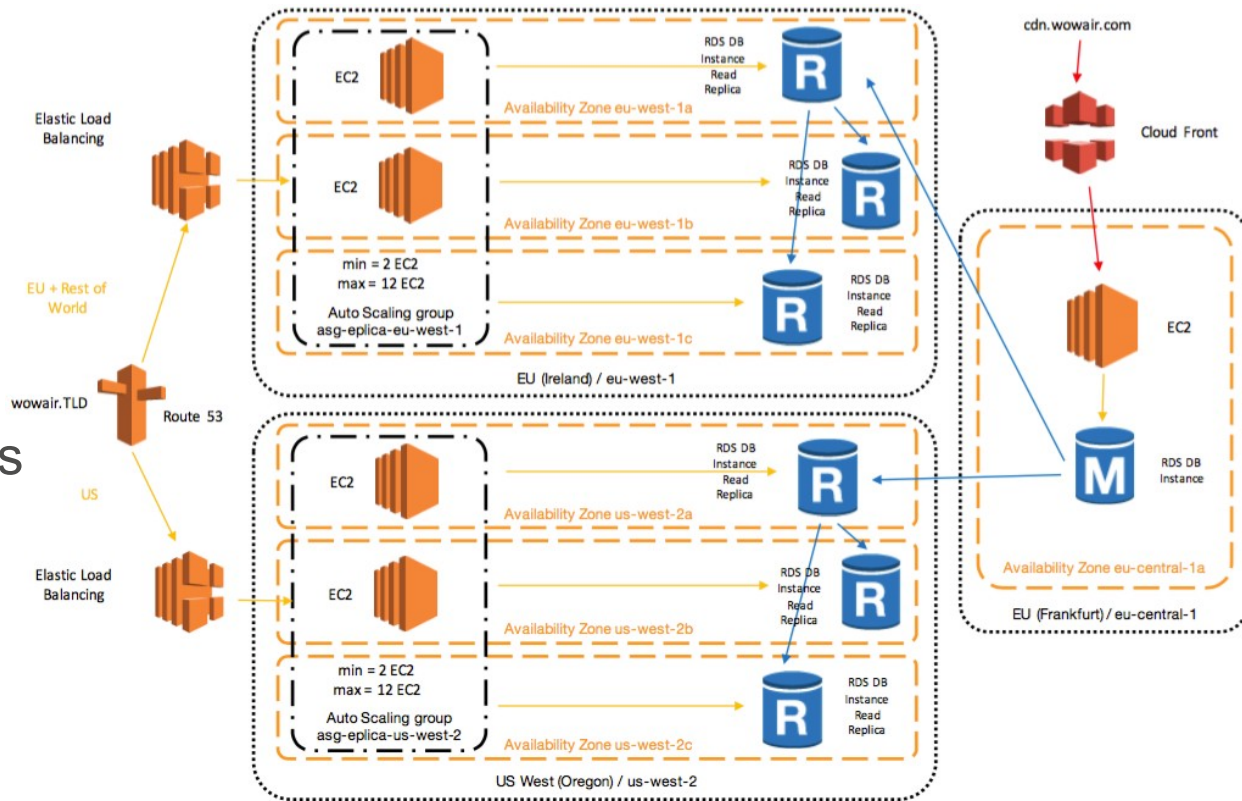 cdn.wowair.com
Cloud Front
Elastic Load
Balancing
EU + Rest of
World
wowair.TLD
Route 53
s
US
Elastic Load
Balancing
EC2
RDS DB
Instance
Read
Replica
R
Availability Zone eu-west-1a
EC2
RDS DB
Instance
Read
Replica
R
Availability Zone eu-west-1b
min = 2 EC2
max = 12 EC2
Auto Scaling group
asg-eplica-eu-west-1
R
RDS DB
Instance
Read
Replica
Availability Zone eu-west-1c
EU (Ireland) / eu-west-1
EC2
RDS DB
Instance
Read
Replica
R
Availability Zone us-west-2a
EC2
RDS DB
Instance
Read
Replica
R
Availability Zone us-west-2b
min = 2 EC2
max = 12 EC2
Auto Scaling group
asg-eplica-us-west-2
R
RDS DB
Instance
Read
Replica
Availability Zone us-west-2c
US West (Oregon) / us-west-2
EC2
M
RDS DB
Instance
Availability Zone eu-central-1a
EU (Frankfurt) / eu-central-1